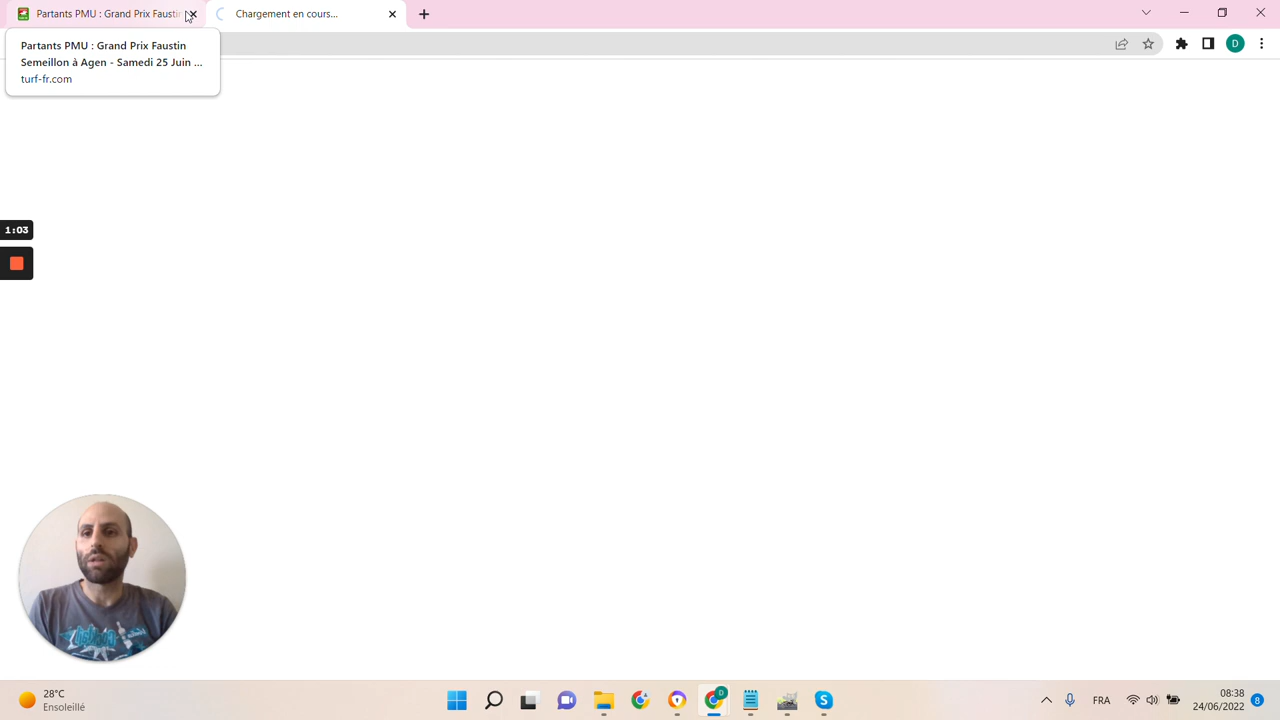 Partants PMU : Grand Prix Faustin
Chargement en cours...
Partants PMU : Grand Prix Faustin
Semeillon à Agen - Samedi 25 Juin ...
turf-fr.com
D
1:03
28°C
Ensoleillé
D
S
FRA
08:38
24/06/2022
8